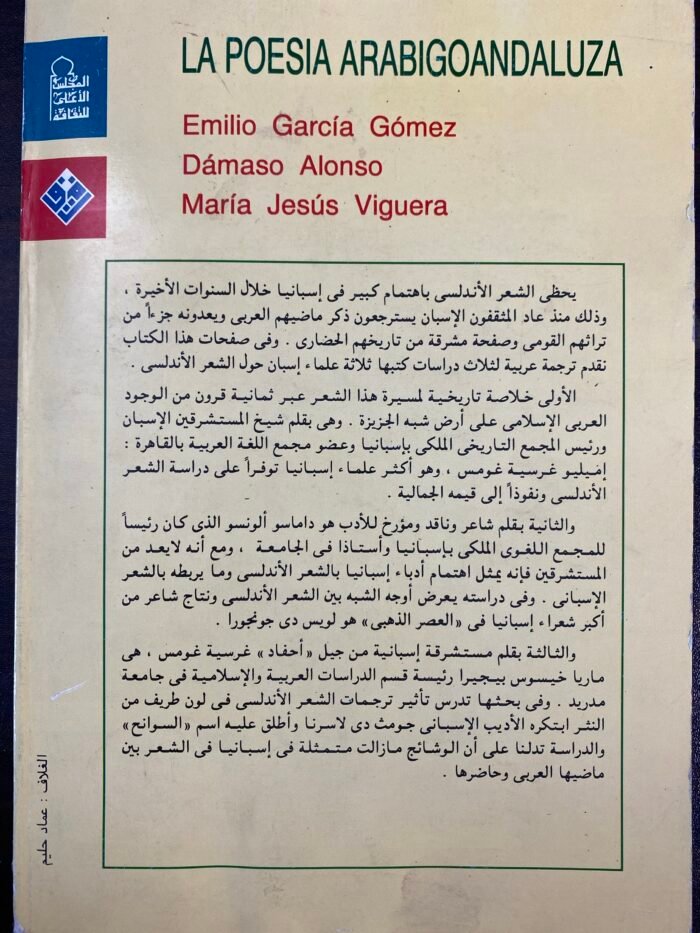 المجلس
الأعلى
للثقافة
LA POESIA ARABIGOANDALUZA
Emilio García Gómez
Dámaso Alonso
María Jesús Viguera
يحظى الشعر الأندلسى باهتمام كبير فى إسبانيا خلال السنوات الأخيرة ،
وذلك منذ عاد المثقفون الإسبان يسترجعون ذكر ماضيهم العربى ويعدونه جزءاً من
تراثهم القومى وصفحة مشرقة من تاريخهم الحضارى . وفى صفحات هذا الكتاب
نقدم ترجمة عربية لثلاث دراسات كتبها ثلاثة علماء إسبان حول الشعر الأندلسى .
الأولى خلاصة تاريخية لمسيرة هذا الشعر عبر ثمانية قرون من الوجود
العربى الإسلامى على أرض شبه الجزيزة . وهى بقلم شيخ المستشرقين الإسبان
ورئيس المجمع التاريخى الملكى بإسبانيا وعضو مجمع اللغة العربية بالقاهرة :
إميليو غرسية غومس ، وهو أكثر علماء إسبانيا توفراً على دراسة الشعر
الأندلسى ونفوذاً إلى قيمه الجمالية .
والثانية بقلم شاعر وناقد ومؤرخ للأدب هو داماسو ألونسو الذى كان رئيساً
للمجمع اللغوى الملكى بإسبانيا وأستاذا فى الجامعة ، ومع أنه لايعد من
المستشرقين فإنه يمثل اهتمام أدباء إسبانيا بالشعر الأندلسى وما يربطه بالشعر
الإسبانى . وفى دراسته يعرض أوجه الشبه بين الشعر الأندلسى ونتاج شاعر من
أكبر شعراء إسبانيا فى «العصر الذهبى» هو لويس دى جونجورا .
والثالثة بقلم مستشرقة إسبانية من جيل «أحفاد» غرسية غومس ، هى
ماريا خيسوس بيجيرا رئيسة قسم الدراسات العربية والإسلامية فى جامعة
مدريد . وفى بحثها تدرس تأثير ترجمات الشعر الأندلسى فى لون طريف من
النثر ابتكره الأديب الإسبانى جومث دى لاسرنا وأطلق عليه اسم «السوانح»
والدراسة تدلنا على أن الوشائج مازالت متمثلة فى إسبانيا فى الشعر بين
ماضيها العربى وحاضرها .
الغلاف : عماد حليم